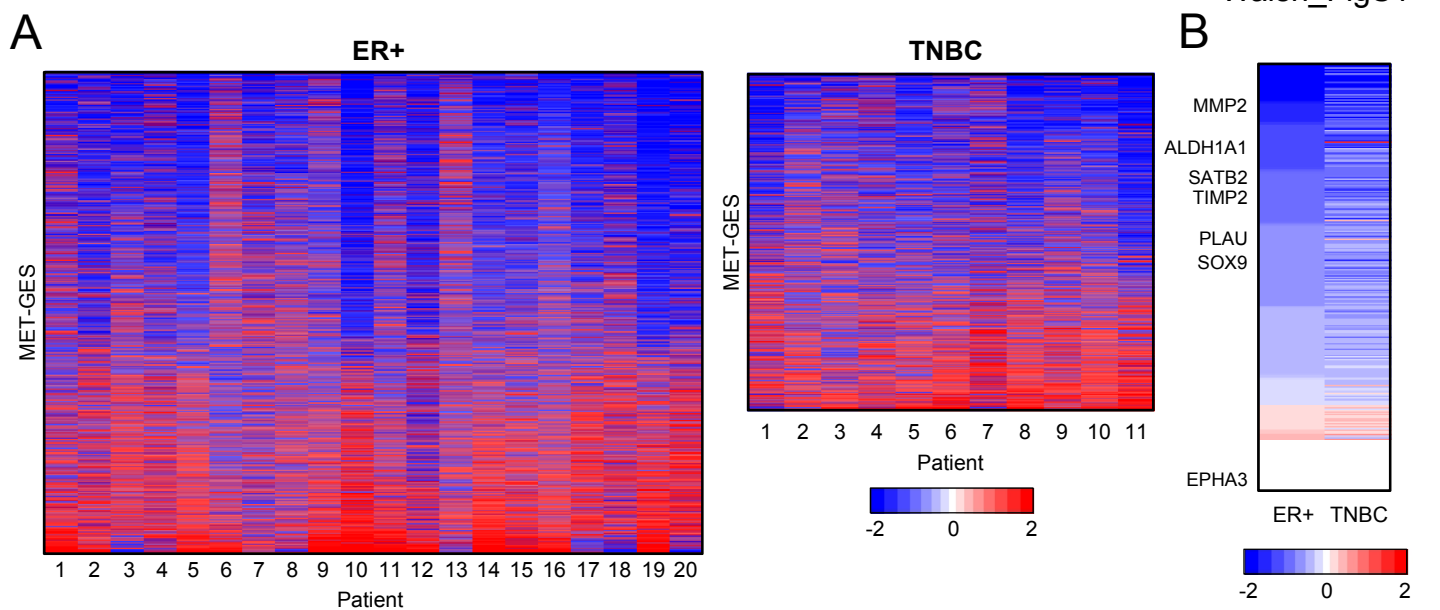 A
ER+
MET-GES
1 2 3 4 5 6 7 8 9 10 11 12 13 14 15 16 17 18 19 20
Patient
TNBC
MET-GES
1 2 3 4 5 6 7 8 9 10 11
Patient
-2 0 2
B
MMP2
ALDH1A1
SATB2
TIMP2
PLAU
SOX9
EPHA3
ER+ TNBC
-2 0 2